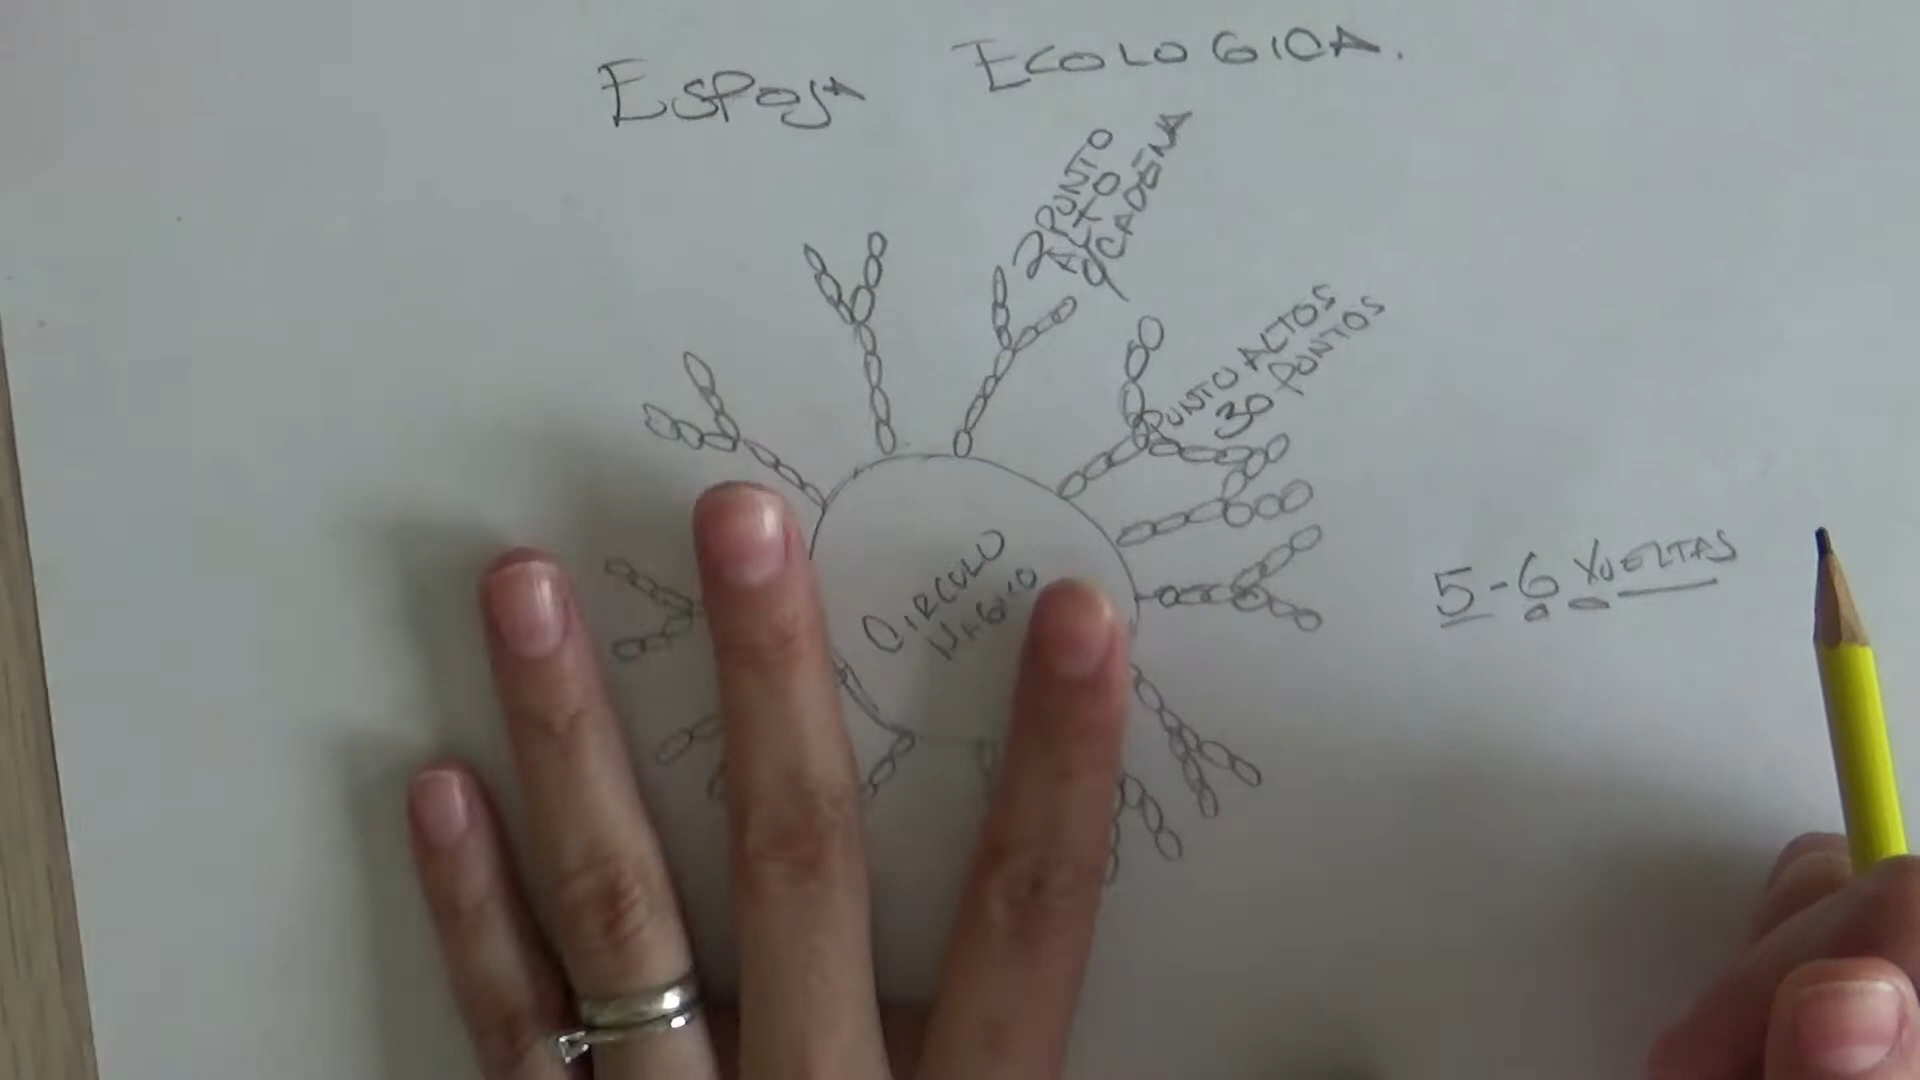 ESPOJA ECOLOGICA.
2 PUNTO
ALTO
9 CADENA
PUNTO ALTOS
30 PUNTOS
5-6 VUELTAS
CIRCULO
MAGICO